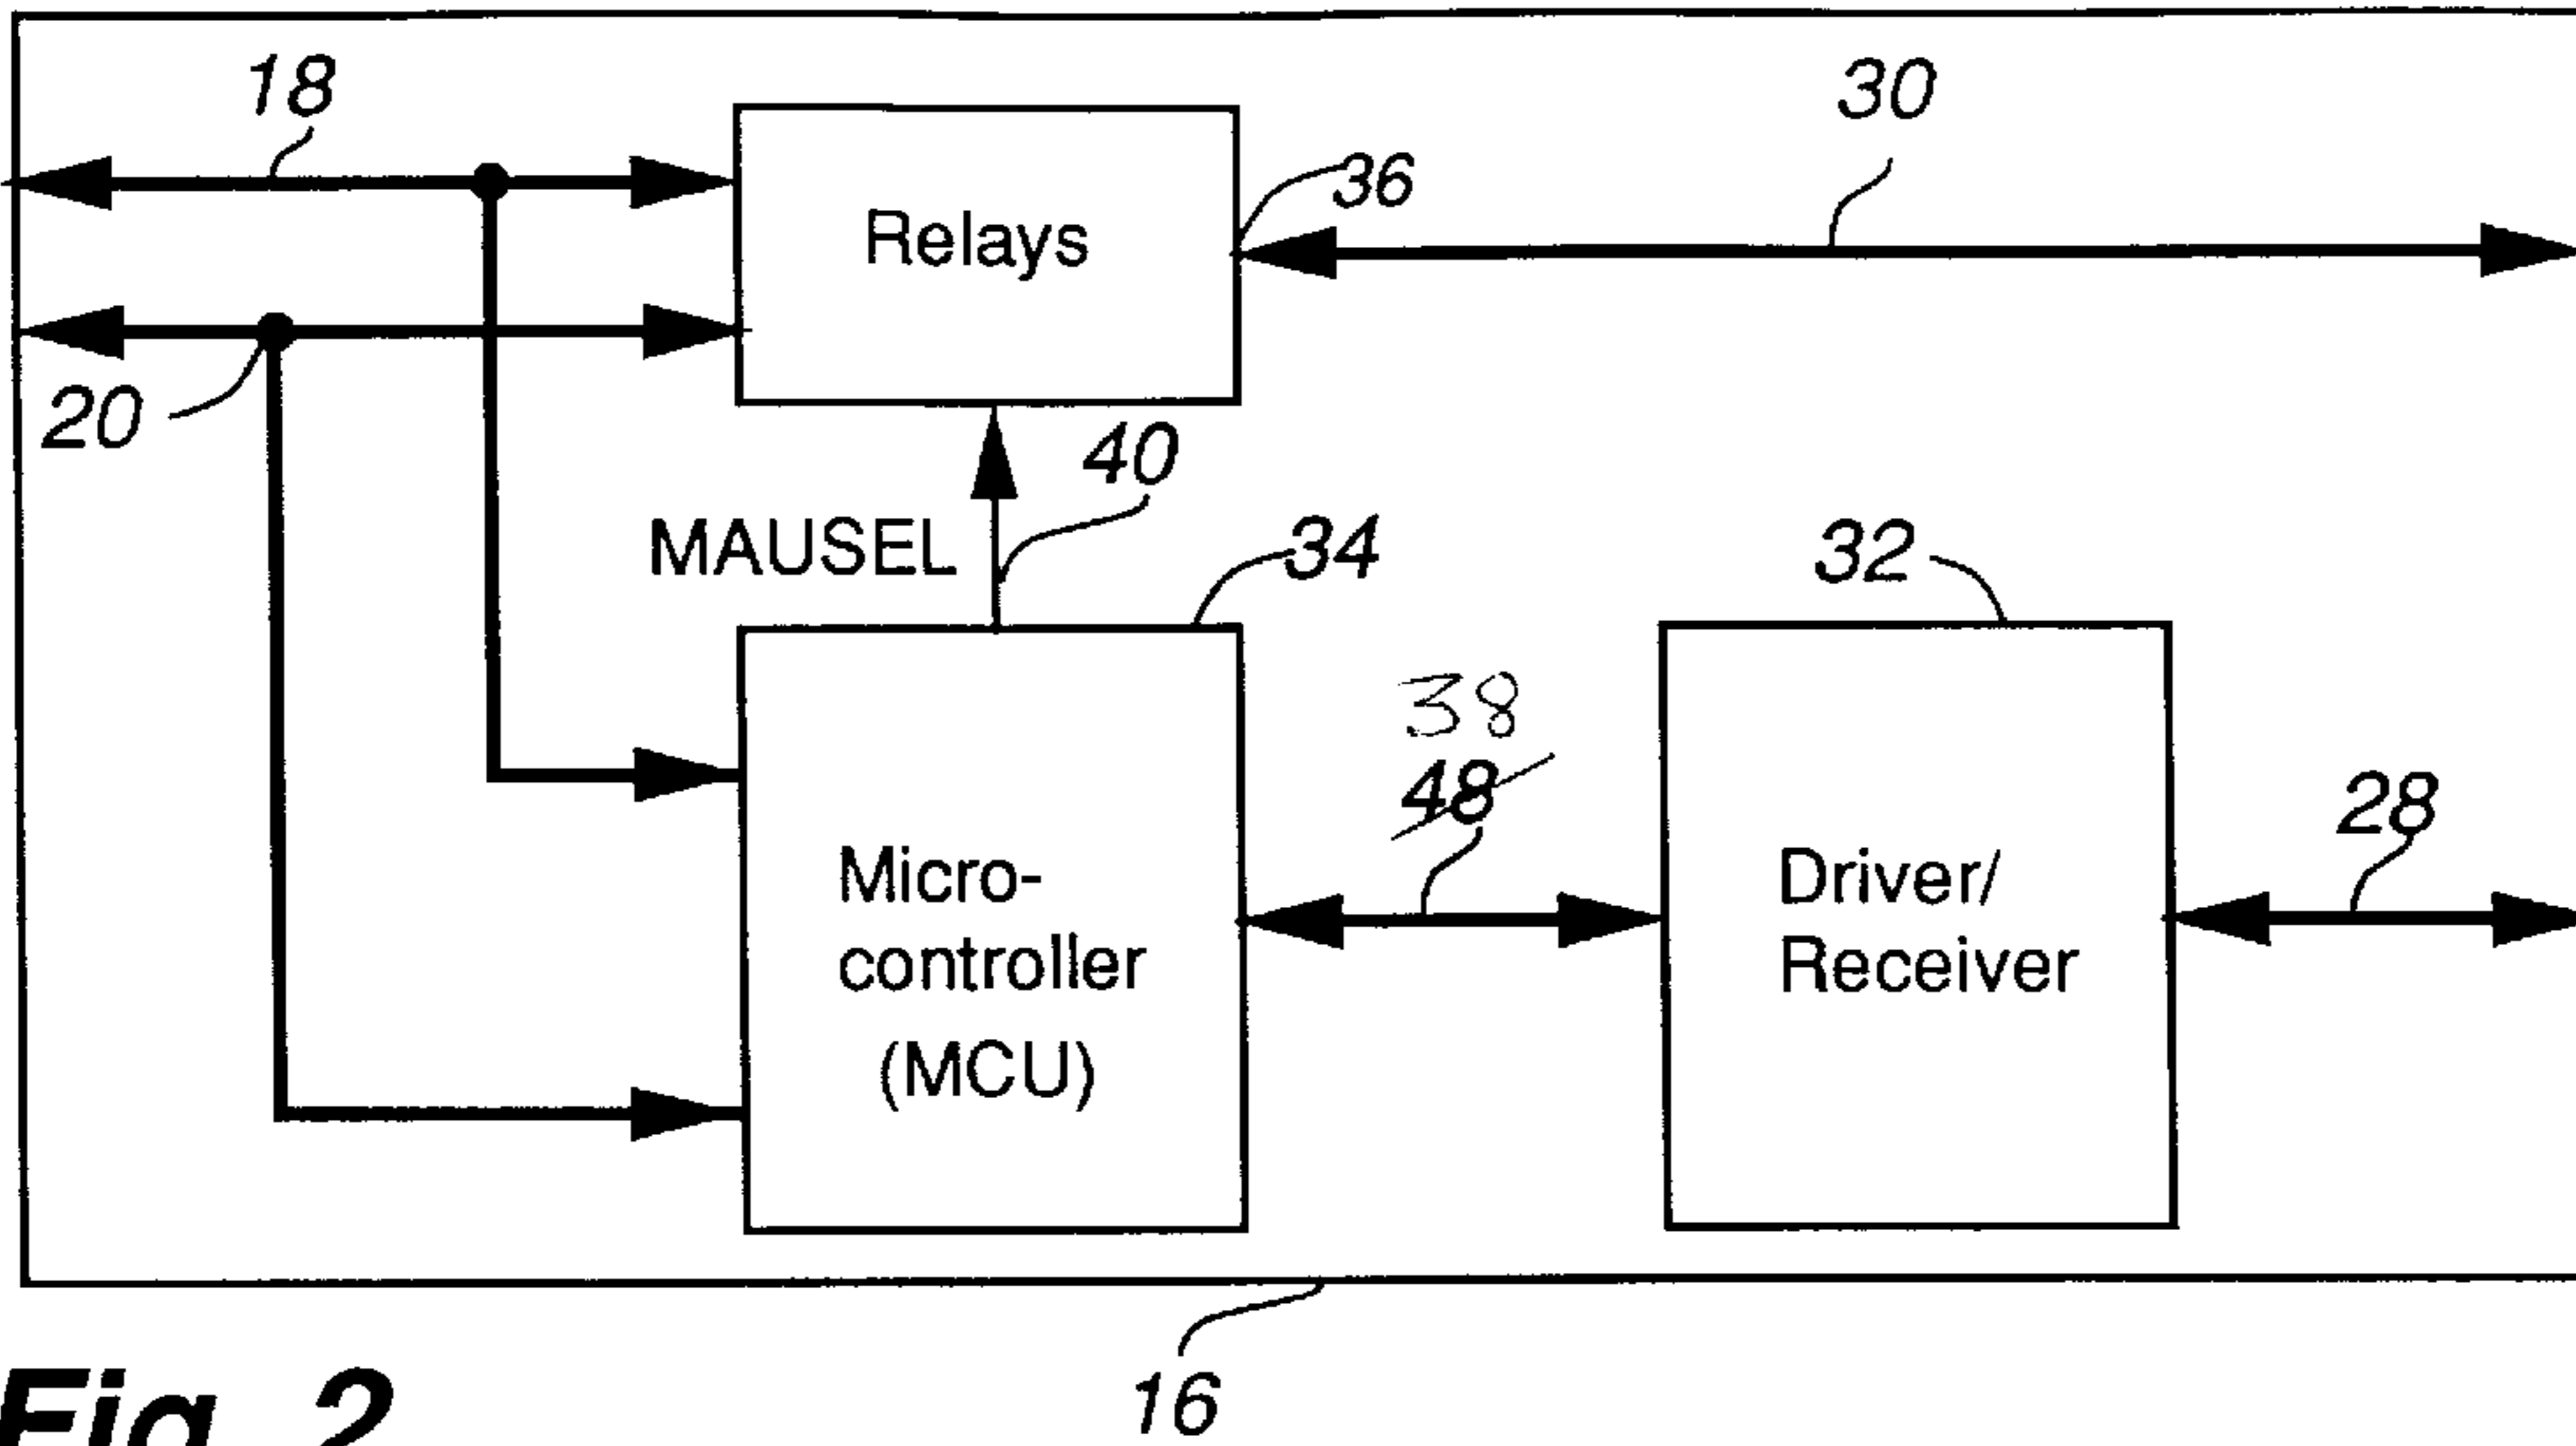 18
30
36
Relays
20
40
MAUSEL
34
32
38
48
28
Micro-
controller
(MCU)
Driver/
Receiver
16
Fig. 2